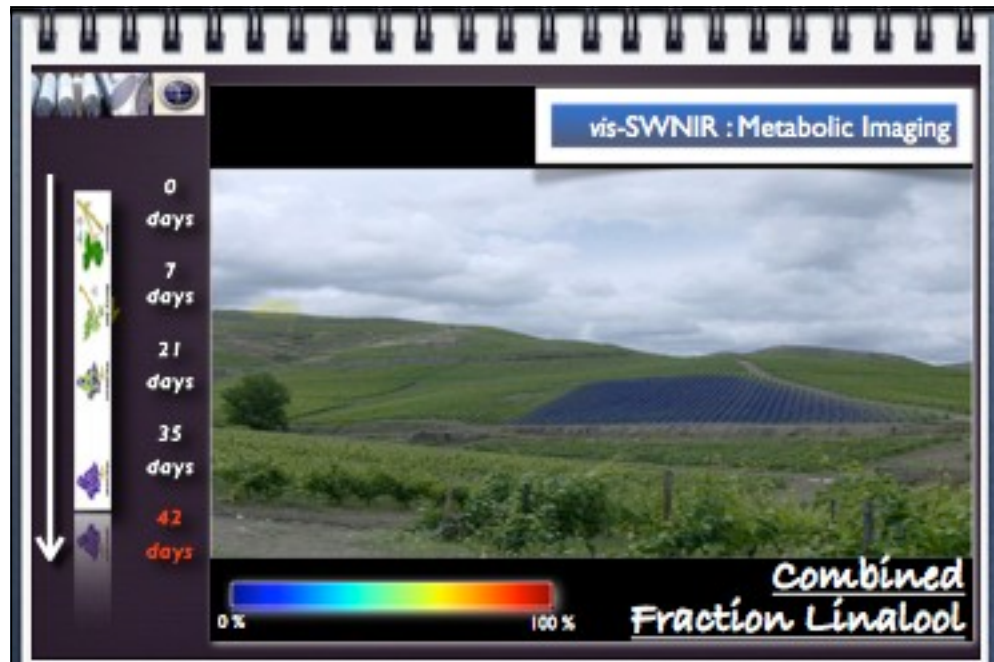 vis-SWNIR : Metabolic Imaging
0
days
7
days
21
days
35
days
42
days
0 %
100 %
Combined
Fraction Linalool